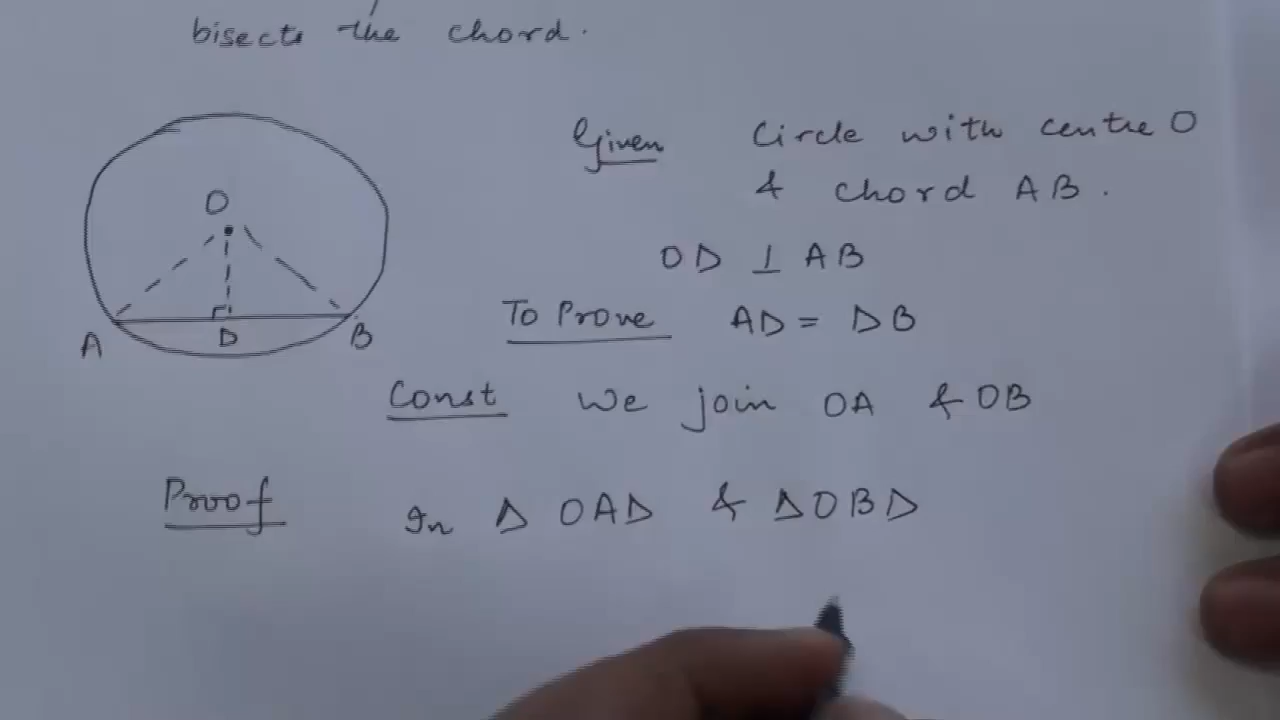 bisects the chord.
Given Circle with centre O
& chord AB.
O
OD ⊥ AB
To Prove AD = DB
A D B
Const We join OA & OB
Proof In Δ OAD & ΔOBD